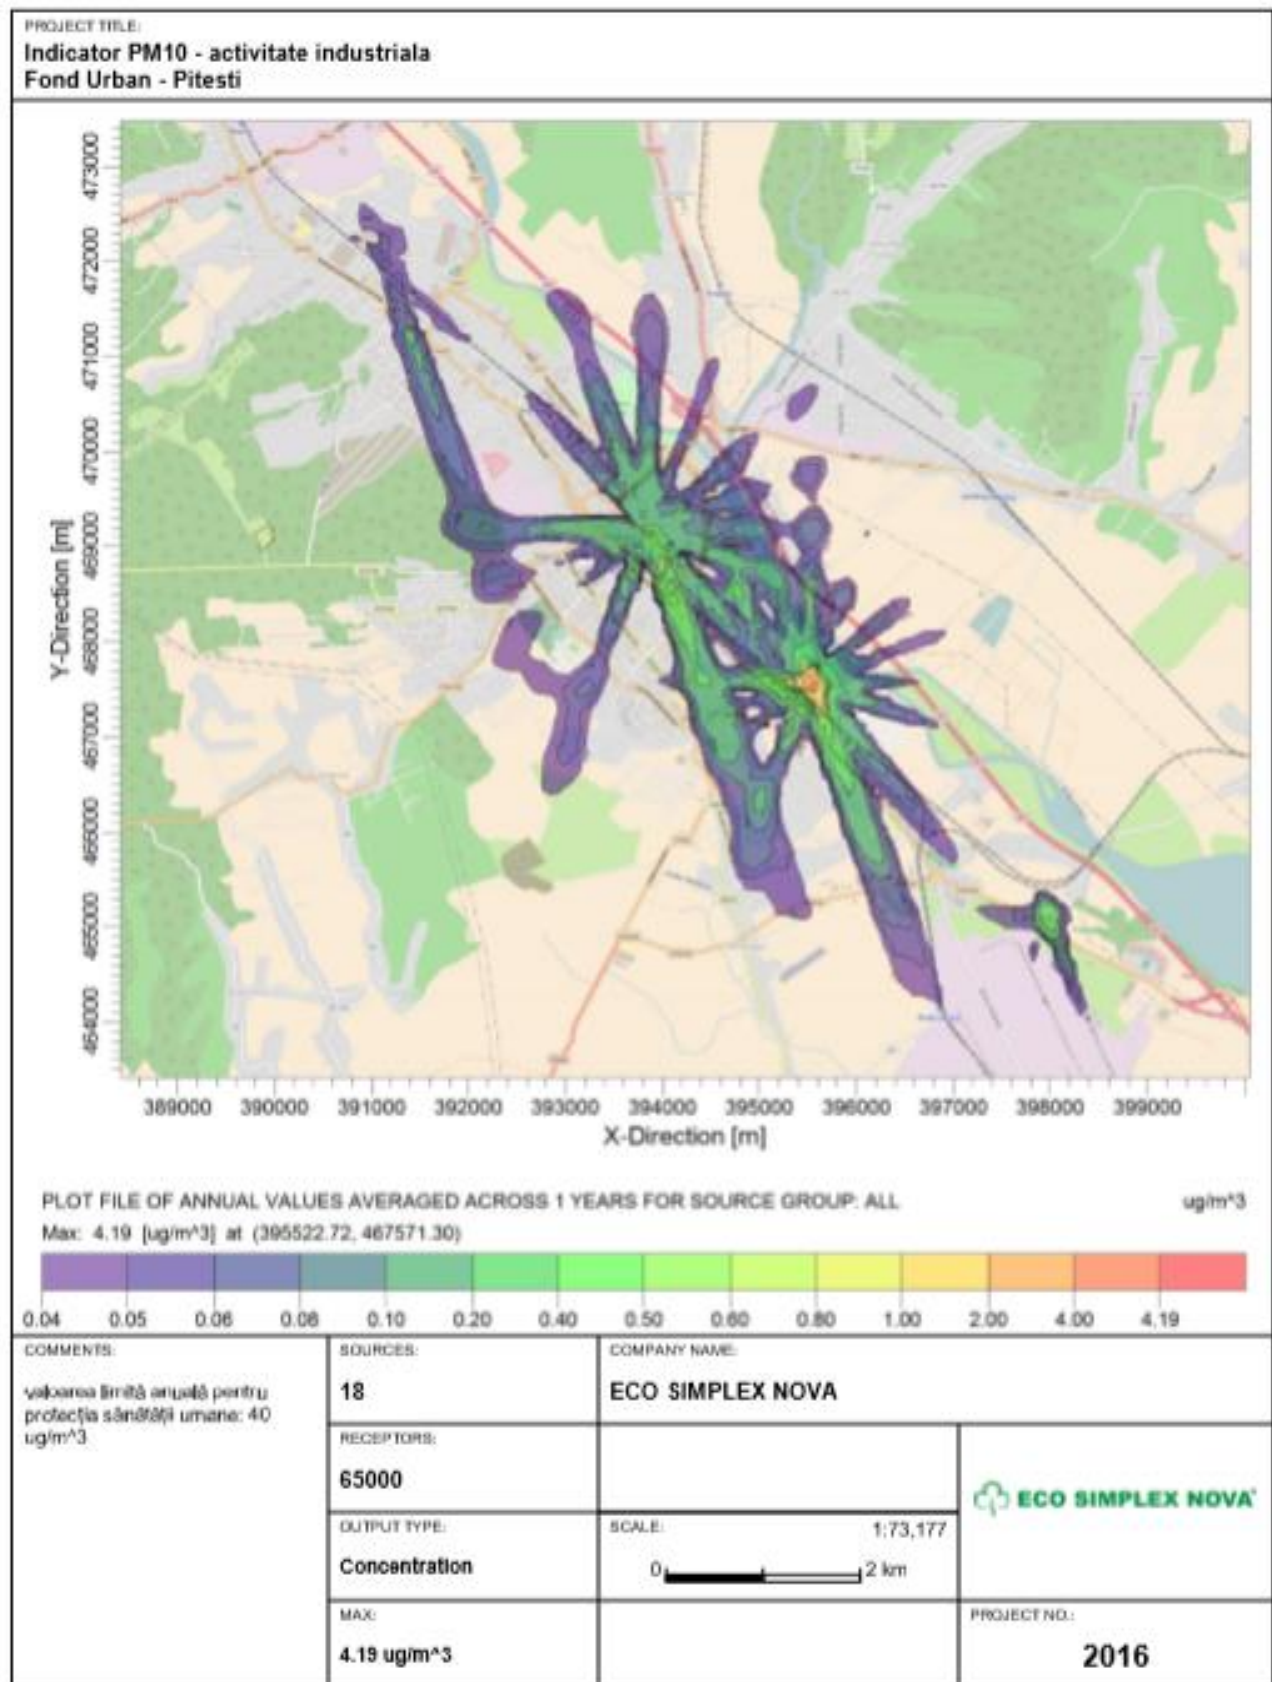 PROJECT TITLE:
Indicator PM10 - activitate industriala
Fond Urban - Pitesti
473000
472000
471000
470000
469000
468000
467000
466000
465000
464000
Y-Direction [m]
389000 390000 391000 392000 393000 394000 395000 396000 397000 398000 399000
X-Direction [m]
PLOT FILE OF ANNUAL VALUES AVERAGED ACROSS 1 YEARS FOR SOURCE GROUP: ALL ug/m^3
Max: 4.19 [ug/m^3] at (395522.72, 467571.30)
0.04 0.05 0.06 0.08 0.10 0.20 0.40 0.50 0.60 0.80 1.00 2.00 4.00 4.19
COMMENTS:
valoarea limită anuală pentru
protecția sănătății umane: 40
ug/m^3
SOURCES:
18
COMPANY NAME:
ECO SIMPLEX NOVA
RECEPTORS:
65000
OUTPUT TYPE:
Concentration
SCALE: 1:73,177
0 2 km
ECO SIMPLEX NOVA
MAX:
4.19 ug/m^3
PROJECT NO.:
2016